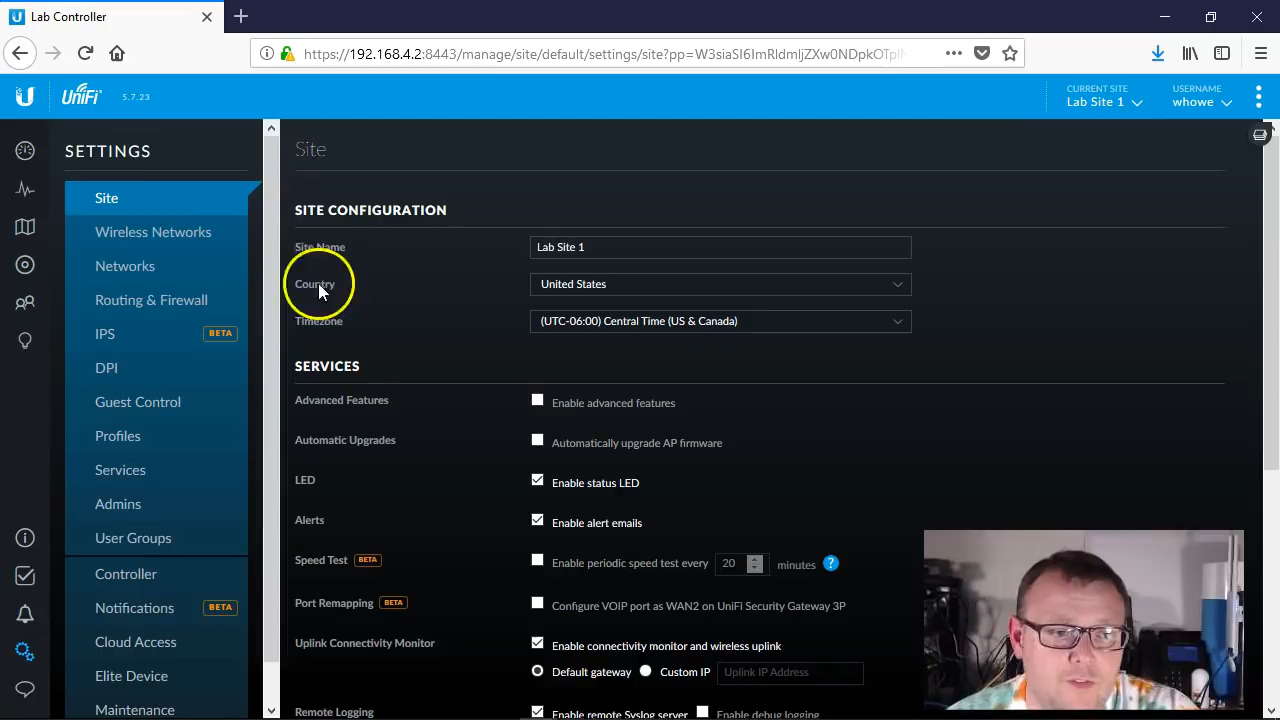 Lab Controller
https://192.168.4.2:8443/manage/site/default/settings/site?pp=
UniFi 5.7.23
CURRENT SITE
Lab Site 1
USERNAME
whowe
SETTINGS
Site
Wireless Networks
Networks
Routing & Firewall
IPS BETA
DPI
Guest Control
Profiles
Services
Admins
User Groups
Controller
Notifications BETA
Cloud Access
Elite Device
Maintenance
Site
SITE CONFIGURATION
Site Name Lab Site 1
Country United States
Timezone (UTC-06:00) Central Time (US & Canada)
SERVICES
Advanced Features Enable advanced features
Automatic Upgrades Automatically upgrade AP firmware
LED Enable status LED
Alerts Enable alert emails
Speed Test BETA Enable periodic speed test every 20 minutes ?
Port Remapping BETA Configure VOIP port as WAN2 on UniFi Security Gateway 3P
Uplink Connectivity Monitor Enable connectivity monitor and wireless uplink
Default gateway Custom IP Uplink IP Address
Remote Logging Enable remote Syslog server Enable debug logging